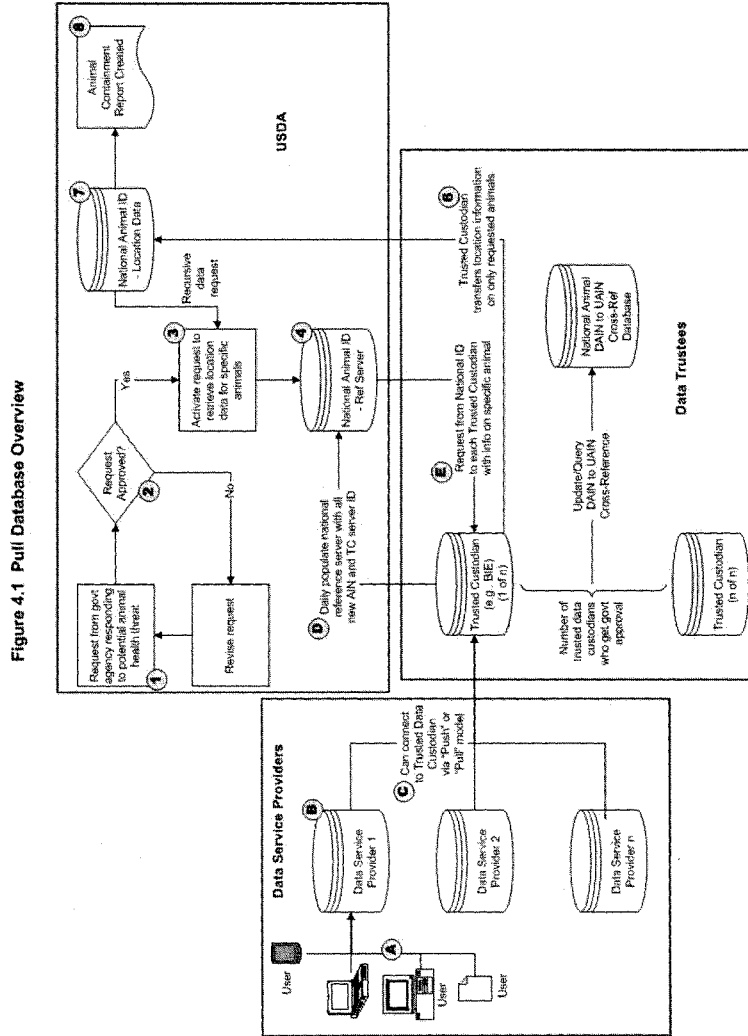 Figure 4.1 Pull Database Overview
Request from govt
agency responding
to potential animal
health threat
1
Request
Approved?
2
Yes
No
Revise request
3
Activate request to
retrieve location
data for specific
animals
Recursive
data
request
4
National Animal ID
- Ref Server
7
National Animal ID
- Location Data
8
Animal
Containment
Report Created
USDA
D
Daily populate national
reference server with all
new AIN and TC server ID
E
Request from National ID
to each Trusted Custodian
with info on specific animal
6
Trusted Custodian
transfers location information
on only requested animals
Data Service Providers
User
A
User
User
B
Data Service
Provider 1
Data Service
Provider 2
Data Service
Provider n
C
Can connect
to Trusted Data
Custodian
via "Push" or
"Pull" model
Trusted Custodian
(e.g., BIE)
(1 of n)
Number of
trusted data
custodians
who get govt
approval
Trusted Custodian
(n of n)
Update/Query
DAIN to UAIN
Cross-Reference
National Animal
DAIN to UAIN
Cross-Ref
Database
Data Trustees